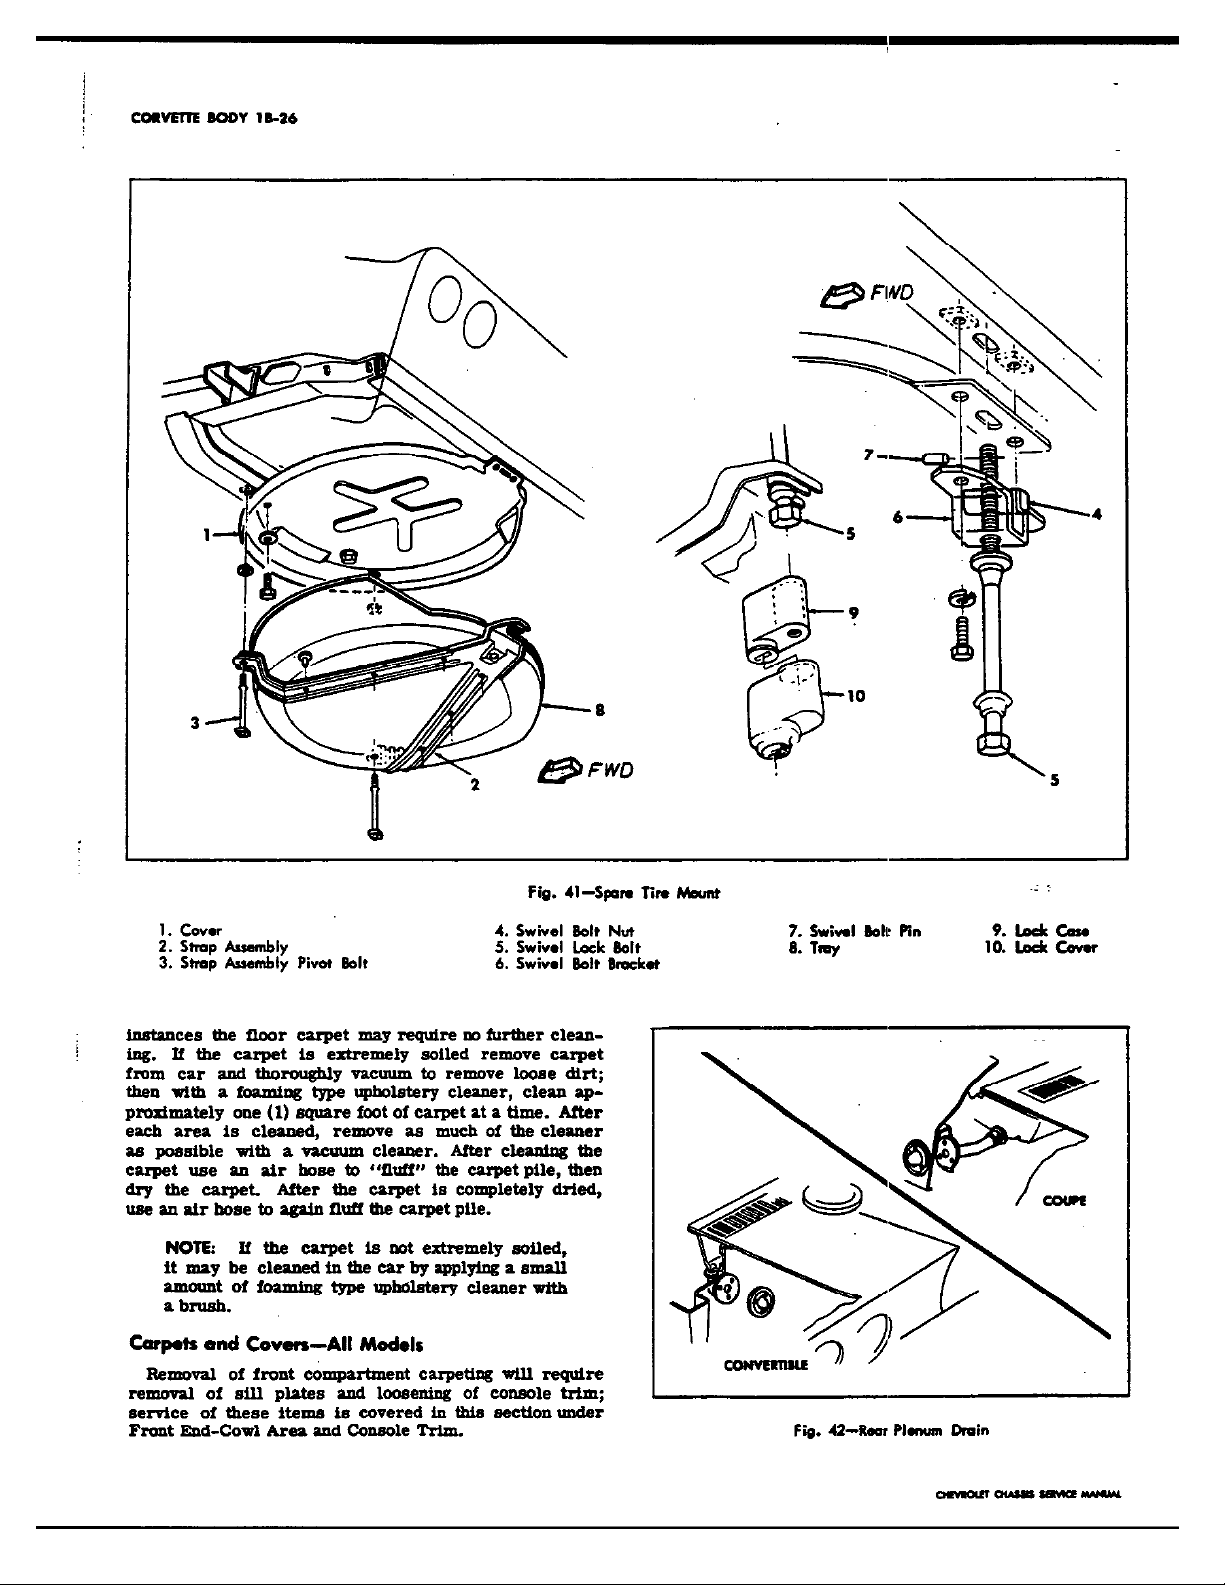 CORVETTE BODY 1B-26
FWD
7
4
6
5
1
9
10
3
8
2
FWD
5
Fig. 41—Spare Tire Mount
1. Cover
2. Strap Assembly
3. Strap Assembly Pivot Bolt
4. Swivel Bolt Nut
5. Swivel Lock Bolt
6. Swivel Bolt Bracket
7. Swivel Bolt Pin
8. Tray
9. Lock Case
10. Lock Cover
instances the floor carpet may require no further clean-
ing. If the carpet is extremely soiled remove carpet
from car and thoroughly vacuum to remove loose dirt;
then with a foaming type upholstery cleaner, clean ap-
proximately one (1) square foot of carpet at a time. After
each area is cleaned, remove as much of the cleaner
as possible with a vacuum cleaner. After cleaning the
carpet use an air hose to "fluff" the carpet pile, then
dry the carpet. After the carpet is completely dried,
use an air hose to again fluff the carpet pile.
NOTE: If the carpet is not extremely soiled,
it may be cleaned in the car by applying a small
amount of foaming type upholstery cleaner with
a brush.
Carpets and Covers—All Models
Removal of front compartment carpeting will require
removal of sill plates and loosening of console trim;
service of these items is covered in this section under
Front End-Cowl Area and Console Trim.
COUPE
CONVERTIBLE
Fig. 42—Rear Plenum Drain
CHEVROLET CHASSIS SERVICE MANUAL